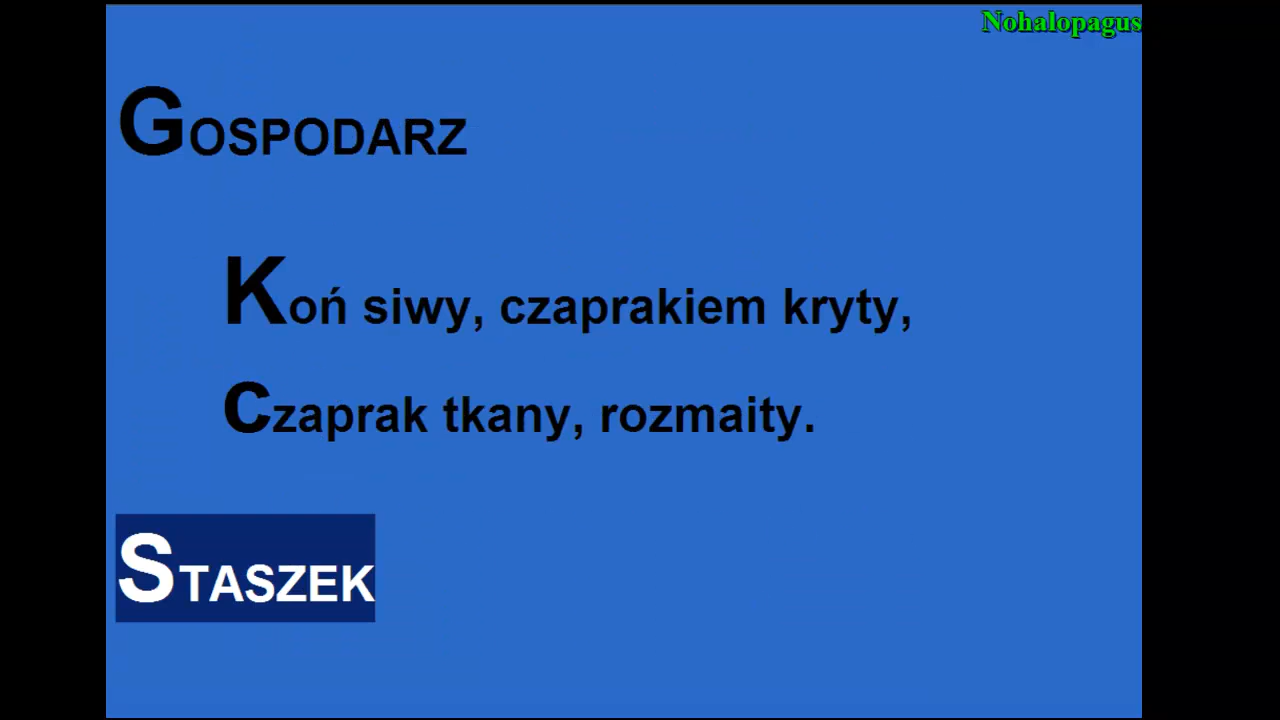 Nohalopagus
GOSPODARZ
Koń siwy, czaprakiem kryty,
Czaprak tkany, rozmaity.
STASZEK